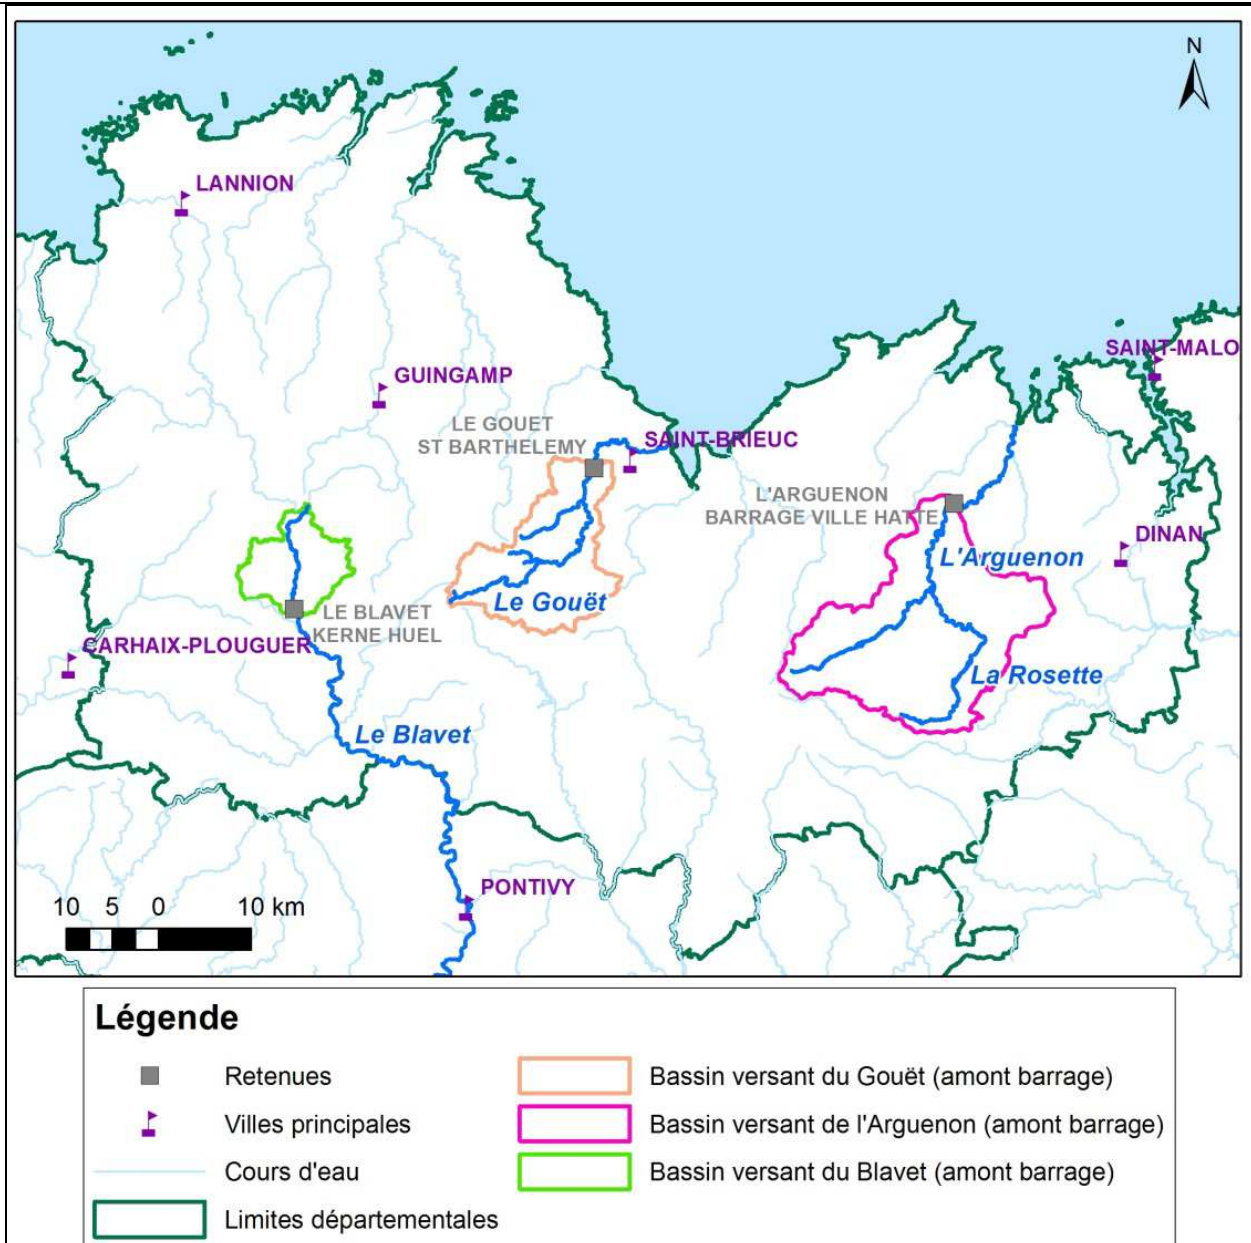 N
LANNION
SAINT-MALO
GUINGAMP
LE GOUET
ST BARTHELEMY
SAINT-BRIEUC
L'ARGUENON
BARRAGE VILLE HATTE
DINAN
L'Arguenon
Le Gouët
LE BLAVET
KERNE HUEL
CARHAIX-PLOUGUER
La Rosette
Le Blavet
PONTIVY
10 5 0 10 km
Légende
Retenues
Villes principales
Cours d'eau
Limites départementales
Bassin versant du Gouët (amont barrage)
Bassin versant de l'Arguenon (amont barrage)
Bassin versant du Blavet (amont barrage)